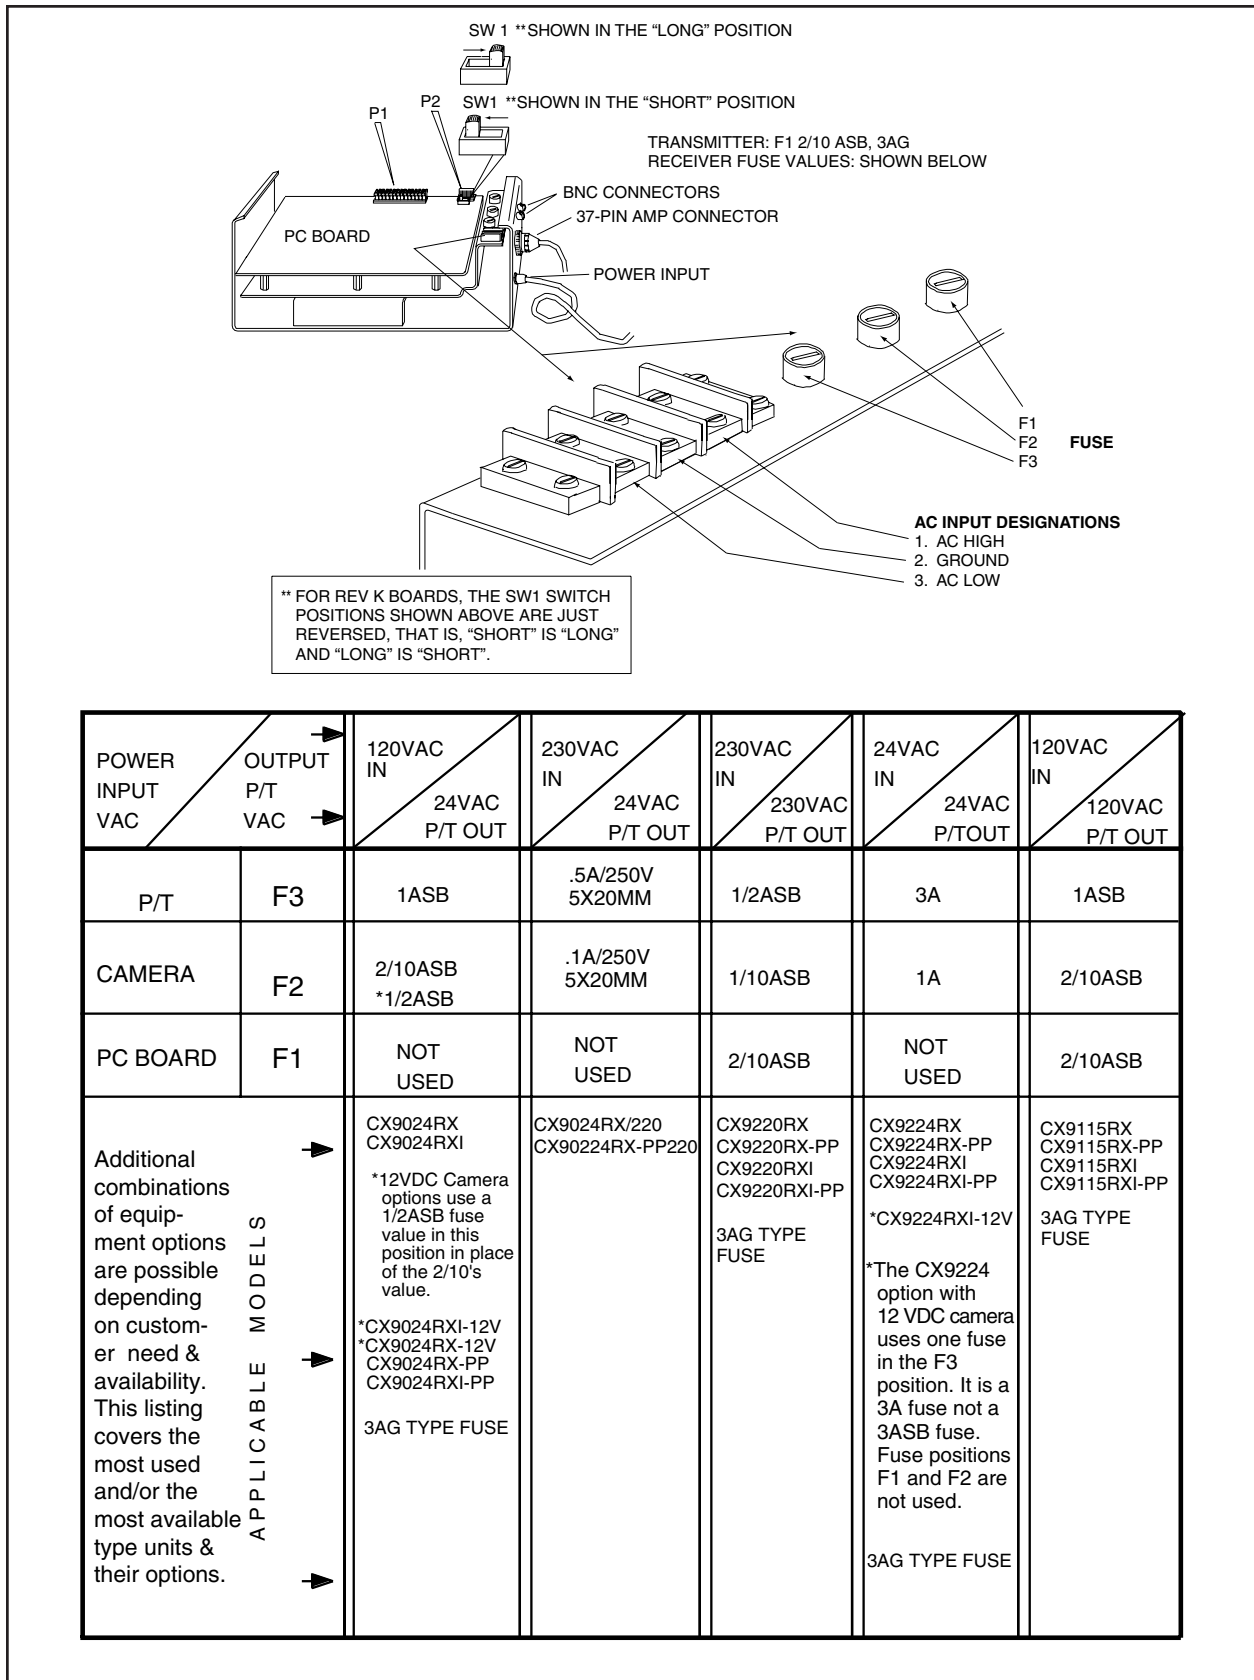 SW 1 **SHOWN IN THE “LONG” POSITION
P2
SW1 **SHOWN IN THE “SHORT” POSITION
P1
TRANSMITTER: F1 2/10 ASB, 3AG
RECEIVER FUSE VALUES: SHOWN BELOW
BNC CONNECTORS
37-PIN AMP CONNECTOR
PC BOARD
POWER INPUT
F1
F2 FUSE
F3
AC INPUT DESIGNATIONS
1. AC HIGH
2. GROUND
3. AC LOW
** FOR REV K BOARDS, THE SW1 SWITCH
POSITIONS SHOWN ABOVE ARE JUST
REVERSED, THAT IS, “SHORT” IS “LONG”
AND “LONG” IS “SHORT”.
POWER
INPUT
VAC
OUTPUT
P/T
VAC
120VAC
IN
24VAC
P/T OUT
230VAC
IN
24VAC
P/T OUT
230VAC
IN
230VAC
P/T OUT
24VAC
IN
24VAC
P/TOUT
120VAC
IN
120VAC
P/T OUT
P/T
F3
1ASB
.5A/250V
5X20MM
1/2ASB
3A
1ASB
CAMERA
F2
2/10ASB
*1/2ASB
.1A/250V
5X20MM
1/10ASB
1A
2/10ASB
PC BOARD
F1
NOT
USED
NOT
USED
2/10ASB
NOT
USED
2/10ASB
Additional
combinations
of equip-
ment options
are possible
depending
on custom-
er need &
availability.
This listing
covers the
most used
and/or the
most available
type units &
their options.
APPLICABLE MODELS
CX9024RX
CX9024RXI
*12VDC Camera
options use a
1/2ASB fuse
value in this
position in place
of the 2/10's
value.
*CX9024RXI-12V
*CX9024RX-12V
CX9024RX-PP
CX9024RXI-PP
3AG TYPE FUSE
CX9024RX/220
CX90224RX-PP220
CX9220RX
CX9220RX-PP
CX9220RXI
CX9220RXI-PP
3AG TYPE
FUSE
CX9224RX
CX9224RX-PP
CX9224RXI
CX9224RXI-PP
*CX9224RXI-12V
*The CX9224
option with
12 VDC camera
uses one fuse
in the F3
position. It is a
3A fuse not a
3ASB fuse.
Fuse positions
F1 and F2 are
not used.
3AG TYPE FUSE
CX9115RX
CX9115RX-PP
CX9115RXI
CX9115RXI-PP
3AG TYPE
FUSE